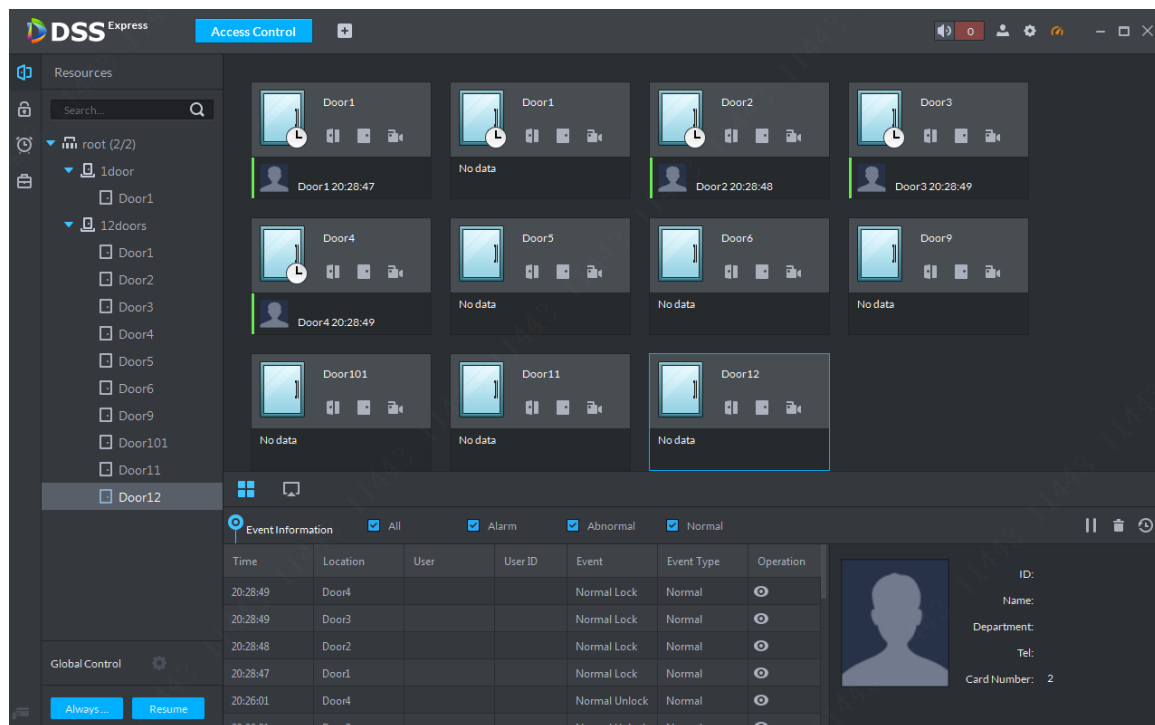 DSS Express
Access Control
0
Resources
Search...
root (2/2)
1door
Door1
12doors
Door1
Door2
Door3
Door4
Door5
Door6
Door9
Door101
Door11
Door12
Global Control
Always...
Resume
Door1
Door1 20:28:47
Door1
No data
Door2
Door2 20:28:48
Door3
Door3 20:28:49
Door4
Door4 20:28:49
Door5
No data
Door6
No data
Door9
No data
Door101
No data
Door11
No data
Door12
No data
Event Information All Alarm Abnormal Normal
Time Location User User ID Event Event Type Operation
20:28:49 Door4 Normal Lock Normal
20:28:49 Door3 Normal Lock Normal
20:28:48 Door2 Normal Lock Normal
20:28:47 Door1 Normal Lock Normal
20:26:01 Door4 Normal Unlock Normal
ID:
Name:
Department:
Tel:
Card Number: 2